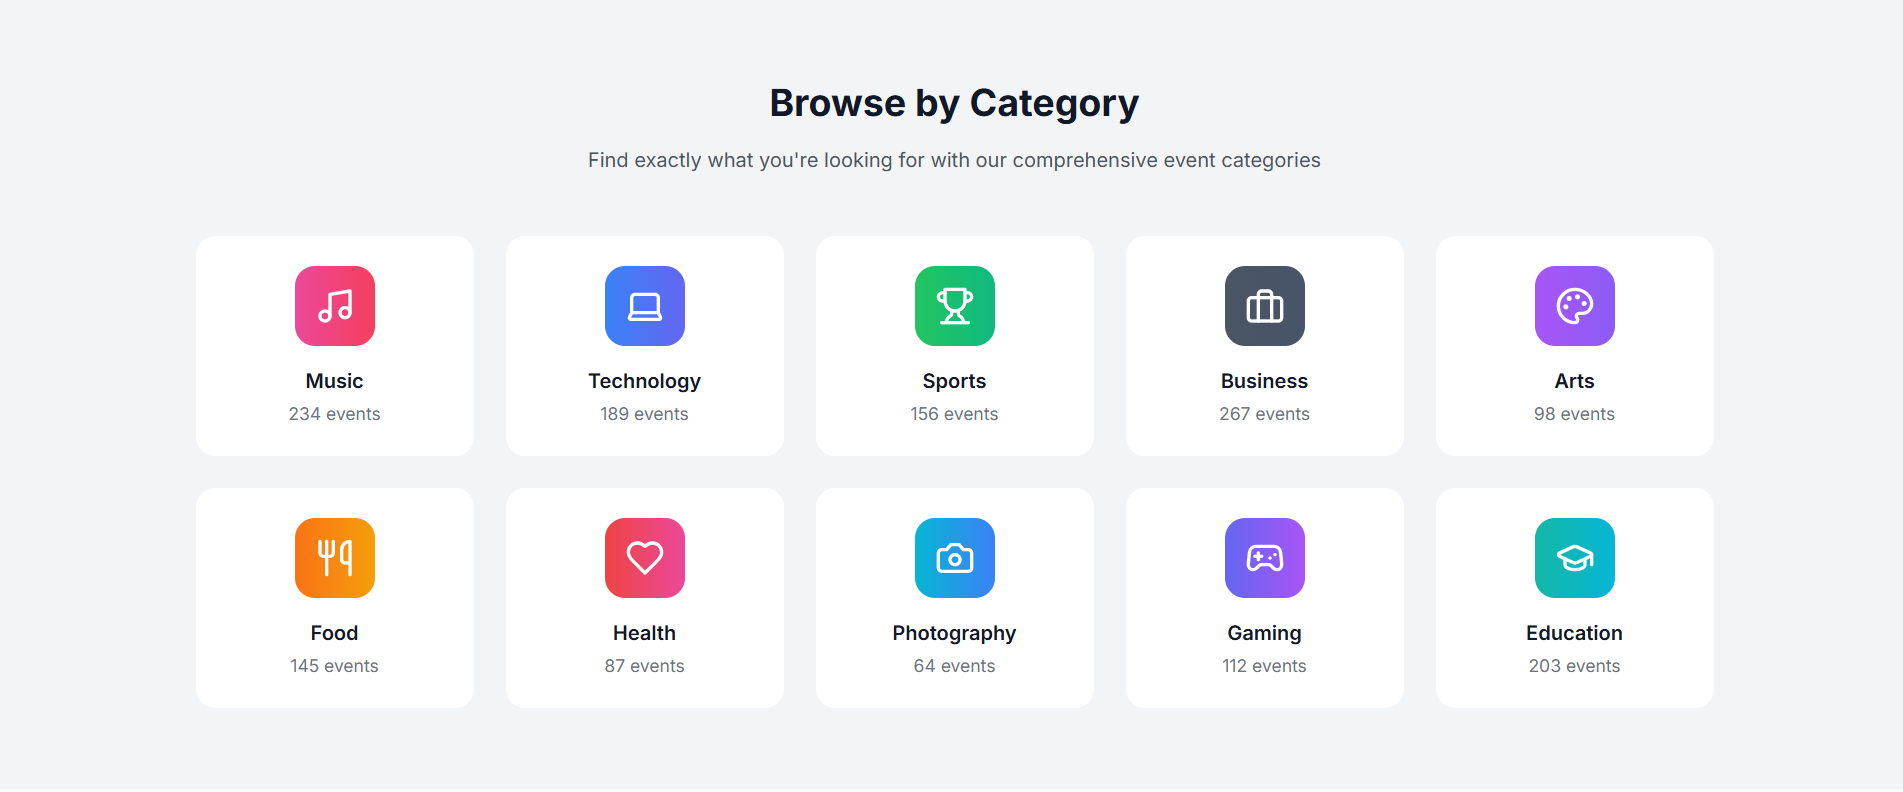 Browse by Category
Find exactly what you're looking for with our comprehensive event categories
Music
234 events
Technology
189 events
Sports
156 events
Business
267 events
Arts
98 events
Food
145 events
Health
87 events
Photography
64 events
Gaming
112 events
Education
203 events